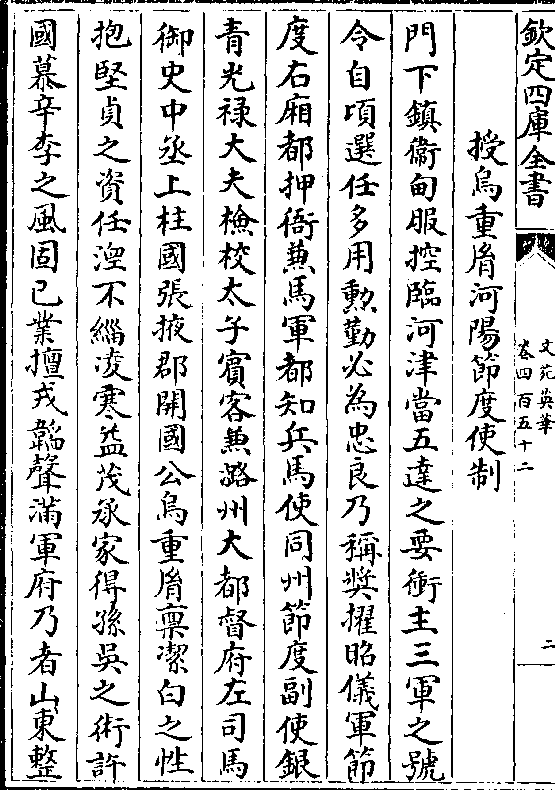 欽定四庫全書
文苑英華
卷四百五十二
二
授烏重胤河陽節度使制
門下鎮衞甸服控臨河津當五達之要衝主三軍之號
令自頃選任多用勲勤必為忠良乃稱奬擢昭儀軍節
度右廂都押衙兼馬軍都知兵馬使同州節度副使銀
青光禄大夫檢校太子賓客兼潞州大都督府左司馬
御史中丞上柱國張掖郡開國公烏重胤禀潔白之性
抱堅貞之資任湼不緇凌寒益茂承家得孫吳之術許
國慕辛李之風固已業擅戎韜聲滿軍府乃者山東整